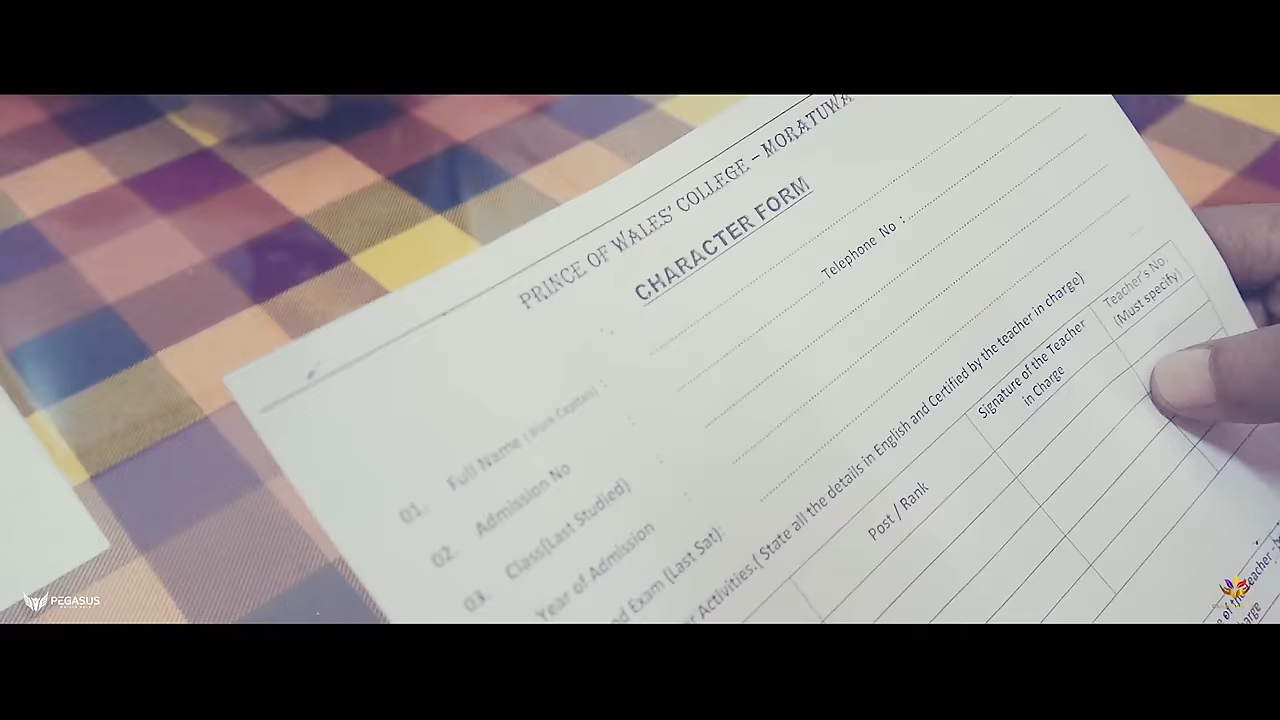 PRINCE OF WALES' COLLEGE – MORATUWA
CHARACTER FORM
01. Full Name (Block Capitals) :
02. Admission No
Telephone No :
03. Class(Last Studied)
Year of Admission
Exam (Last Sat):
Activities.( State all the details in English and Certified by the teacher in charge)
Post / Rank
Signature of the Teacher
in Charge
Teacher's No.
(Must specify)
PEGASUS